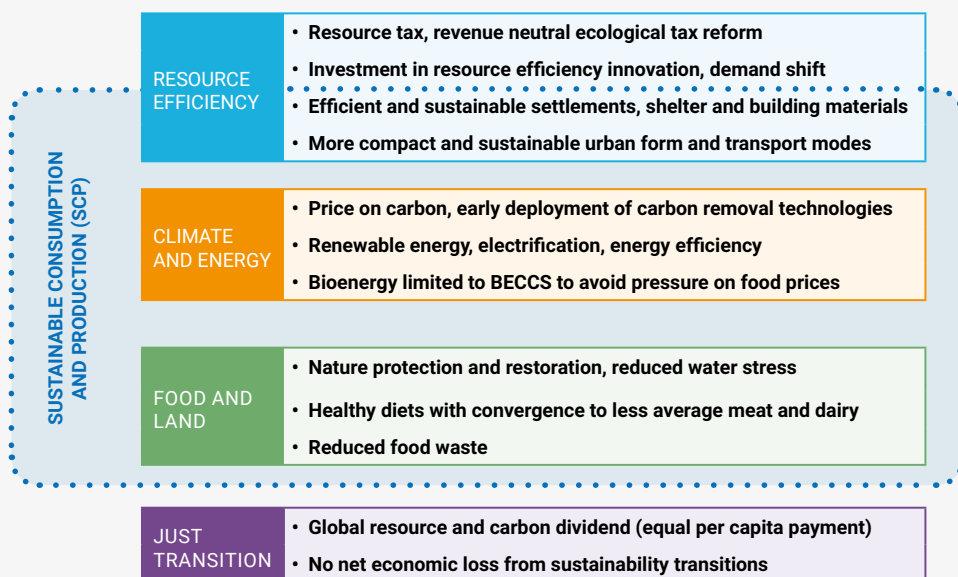 SUSTAINABLE CONSUMPTION
AND PRODUCTION (SCP)
RESOURCE
EFFICIENCY
• Resource tax, revenue neutral ecological tax reform
• Investment in resource efficiency innovation, demand shift
• Efficient and sustainable settlements, shelter and building materials
• More compact and sustainable urban form and transport modes
CLIMATE
AND ENERGY
• Price on carbon, early deployment of carbon removal technologies
• Renewable energy, electrification, energy efficiency
• Bioenergy limited to BECCS to avoid pressure on food prices
FOOD AND
LAND
• Nature protection and restoration, reduced water stress
• Healthy diets with convergence to less average meat and dairy
• Reduced food waste
JUST
TRANSITION
• Global resource and carbon dividend (equal per capita payment)
• No net economic loss from sustainability transitions